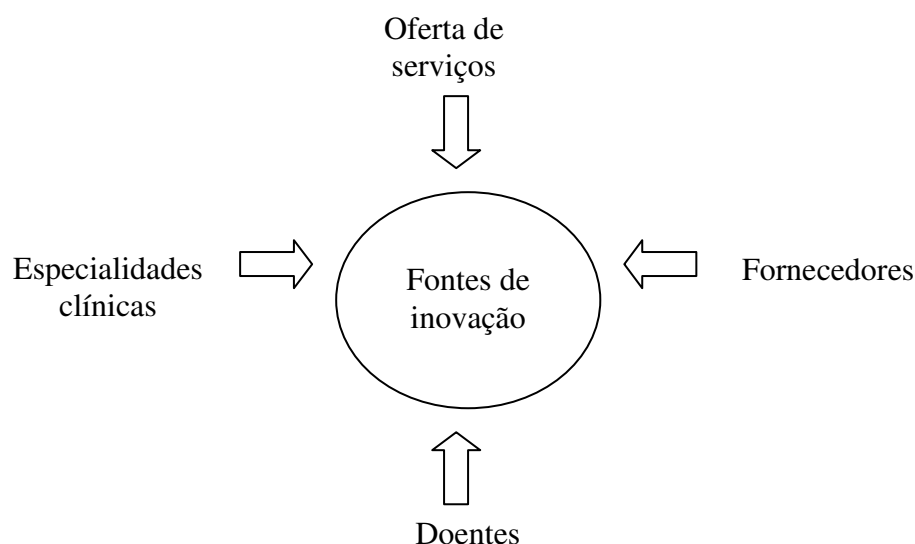 Oferta de
serviços
Especialidades
clínicas
Fontes de
inovação
Fornecedores
Doentes